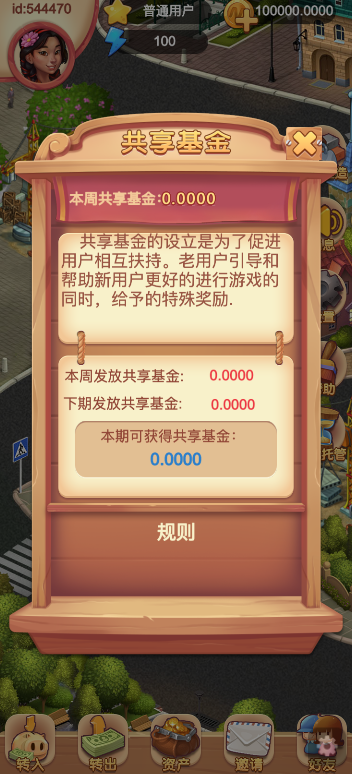 id:544470
普通用户
100000.0000
100
共享基金
本周共享基金:0.0000
共享基金的设立是为了促进
用户相互扶持。老用户引导和
帮助新用户更好的进行游戏的
同时，给予的特殊奖励.
本周发放共享基金: 0.0000
下期发放共享基金: 0.0000
本期可获得共享基金:
0.0000
规则
造
息
置
助
托管
转入
转出
资产
邀请
好友